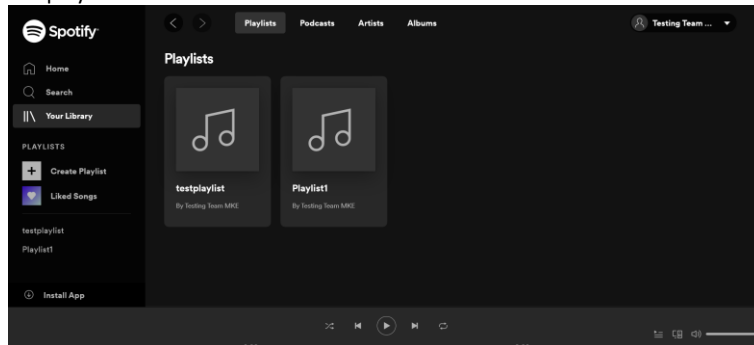 Spotify
Home
Search
Your Library
PLAYLISTS
Create Playlist
Liked Songs
testplaylist
Playlist1
Install App
Playlists Podcasts Artists Albums
Testing Team ...
Playlists
testplaylist
By Testing Team MKE
Playlist1
By Testing Team MKE